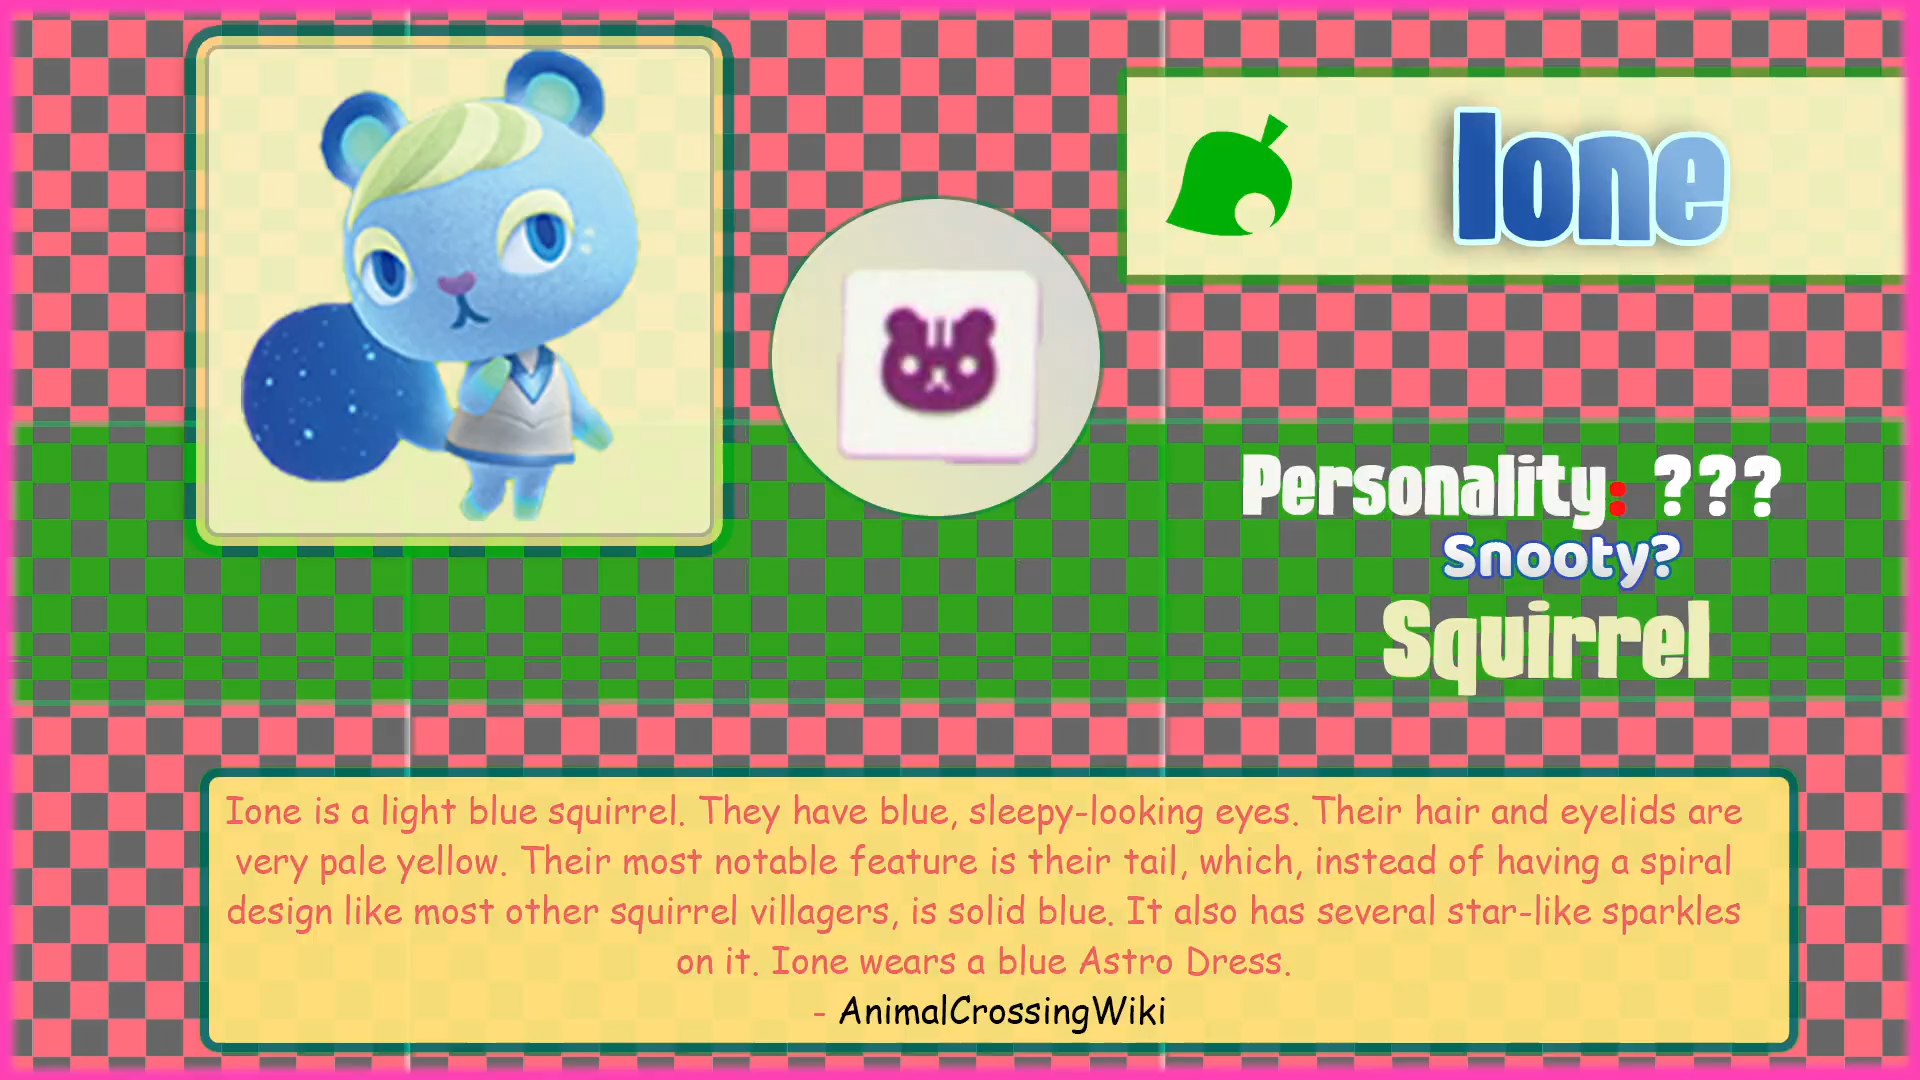 Ione
Personality: ???
Snooty?
Squirrel
Ione is a light blue squirrel. They have blue, sleepy-looking eyes. Their hair and eyelids are
very pale yellow. Their most notable feature is their tail, which, instead of having a spiral
design like most other squirrel villagers, is solid blue. It also has several star-like sparkles
on it. Ione wears a blue Astro Dress.
- AnimalCrossingWiki